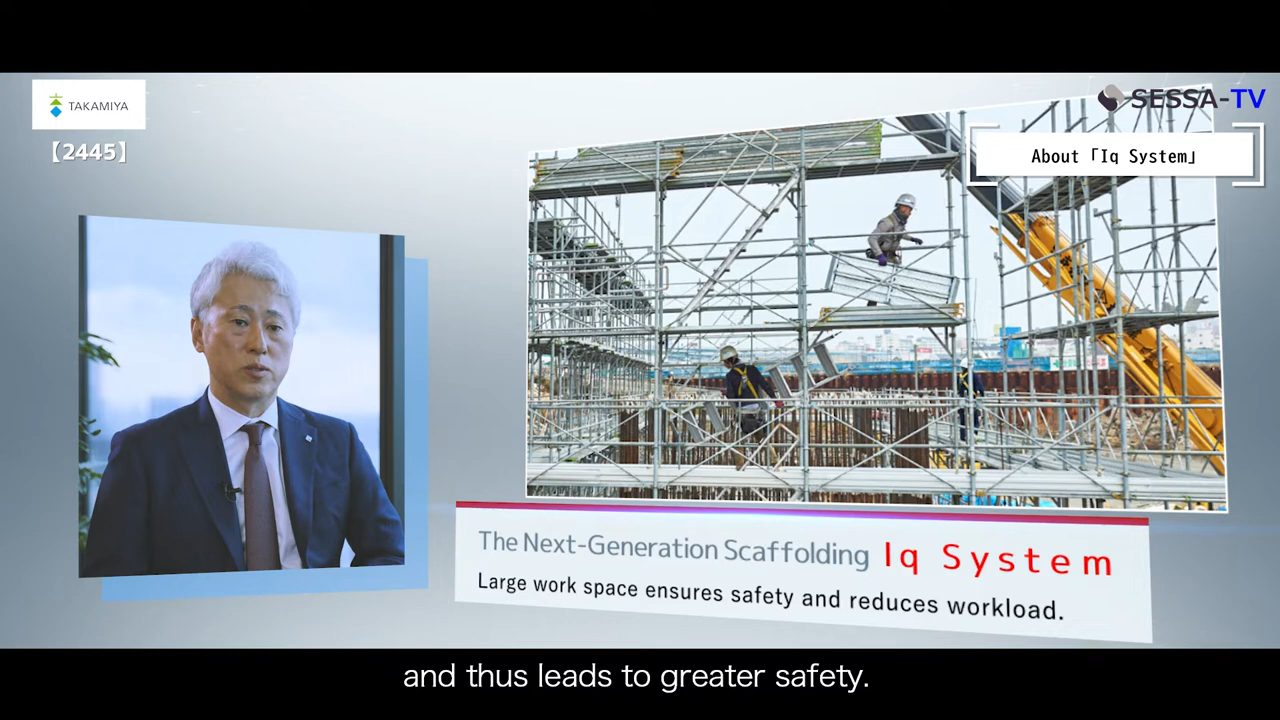 TAKAMIYA
【2445】
SESSA-TV
About「Iq System」
The Next-Generation Scaffolding Iq System
Large work space ensures safety and reduces workload.
and thus leads to greater safety.